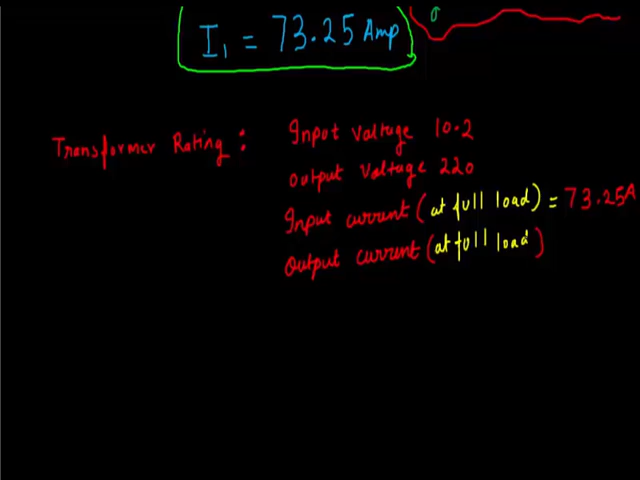 I₁ = 73.25 Amp
σ
Transformer Rating : Input voltage 10.2
output voltage 220
Input current (at full load) = 73.25A
Output current (at full load)